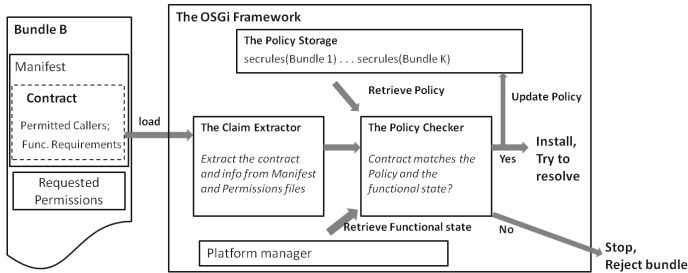 Bundle B
Manifest
Contract
Permitted Callers;
Func. Requirements
Requested
Permissions
load
The OSGi Framework
The Policy Storage
secrules(Bundle 1) . . . secrules(Bundle K)
Retrieve Policy
Update Policy
The Claim Extractor
Extract the contract
and info from Manifest
and Permissions files
The Policy Checker
Contract matches the
Policy and the
functional state?
Yes
Install,
Try to
resolve
Retrieve Functional state
No
Platform manager
Stop,
Reject bundle